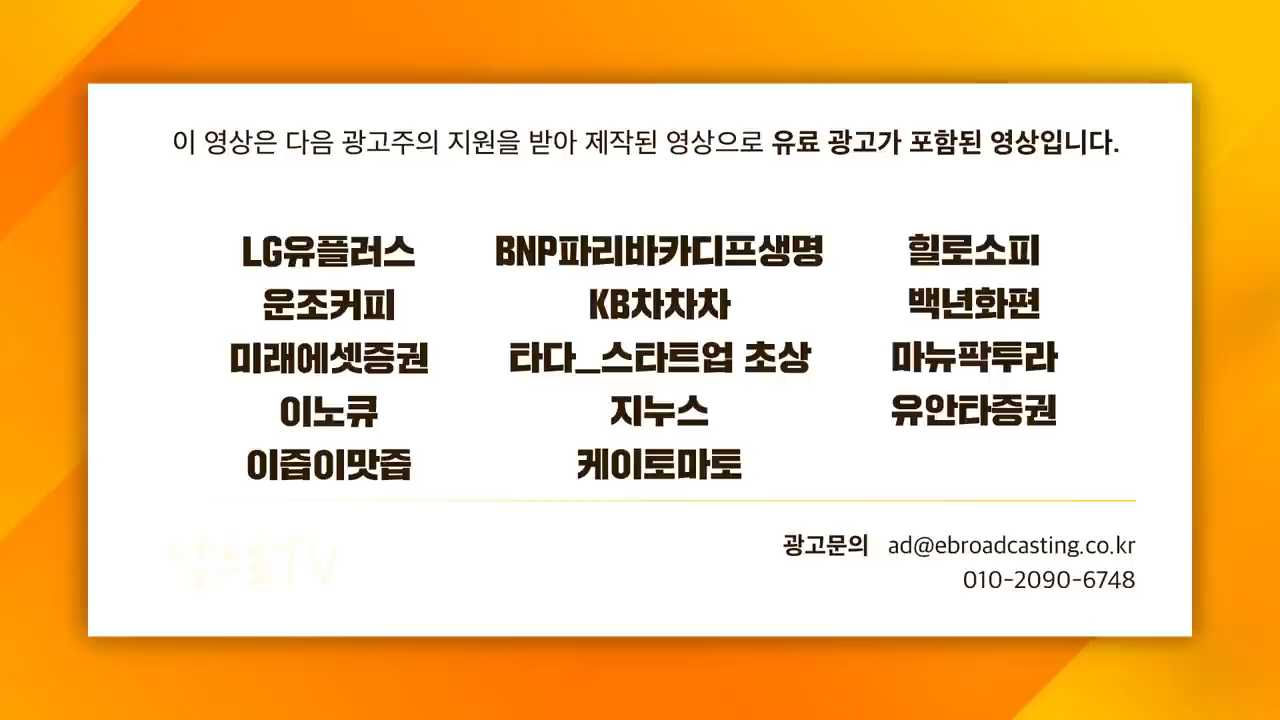 이 영상은 다음 광고주의 지원을 받아 제작된 영상으로 유료 광고가 포함된 영상입니다.
LG유플러스 BNP파리바카디프생명 힐로소피
운조커피 KB차차차 백년화편
미래에셋증권 타다_스타트업 초상 마뉴팍투라
이노큐 지누스 유안타증권
이즙이맛즙 케이토마토
광고문의 ad@ebroadcasting.co.kr
010-2090-6748